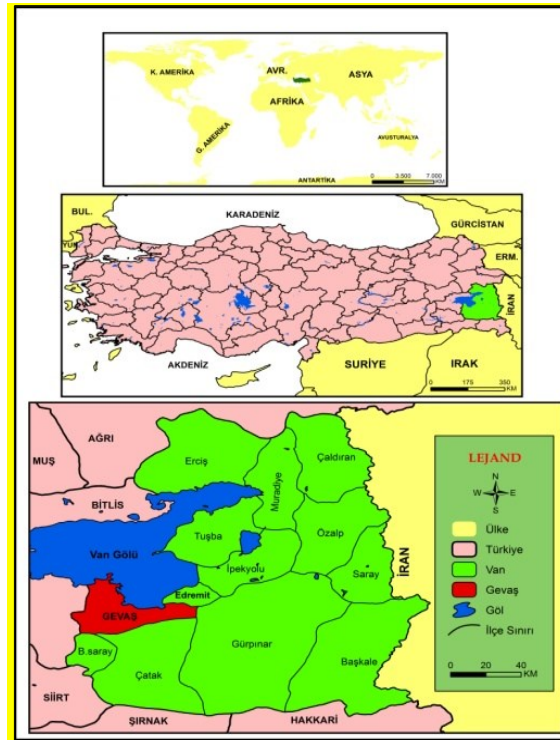 K. AMERİKA
AVR.
ASYA
AFRİKA
G. AMERİKA
AVUSTURALYA
ANTARTİKA
0 3.500 7.000
KM
BUL.
KARADENİZ
GÜRCİSTAN
YUN.
ERM.
İRAN
AKDENİZ
SURİYE
IRAK
0 175 350
KM
AĞRI
MUŞ
Erciş
Çaldıran
Muradiye
BİTLİS
Van Gölü
Tuşba
Özalp
İpekyolu
Saray
İRAN
Edremit
GEVAŞ
Gürpınar
B.saray
Çatak
Başkale
SİİRT
ŞIRNAK
HAKKARİ
LEJAND
N
W E
S
Ülke
Türkiye
Van
Gevaş
Göl
İlçe Sınırı
0 20 40
KM